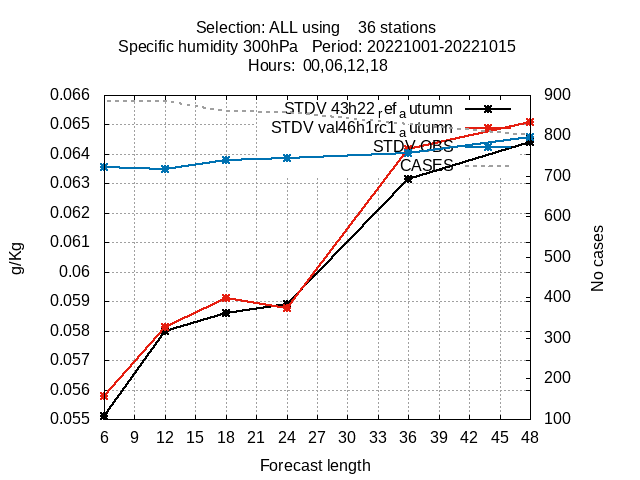 Selection: ALL using    36 stations
Specific humidity 300hPa   Period: 20221001-20221015
Hours:  00,06,12,18
STDV 43h22_ref_autumn
STDV val46h1rc1_autumn
STDV OBS
CASES
0.066
0.065
0.064
0.063
0.062
0.061
0.06
0.059
0.058
0.057
0.056
0.055
g/Kg
900
800
700
600
500
400
300
200
100
No cases
6 9 12 15 18 21 24 27 30 33 36 39 42 45 48
Forecast length